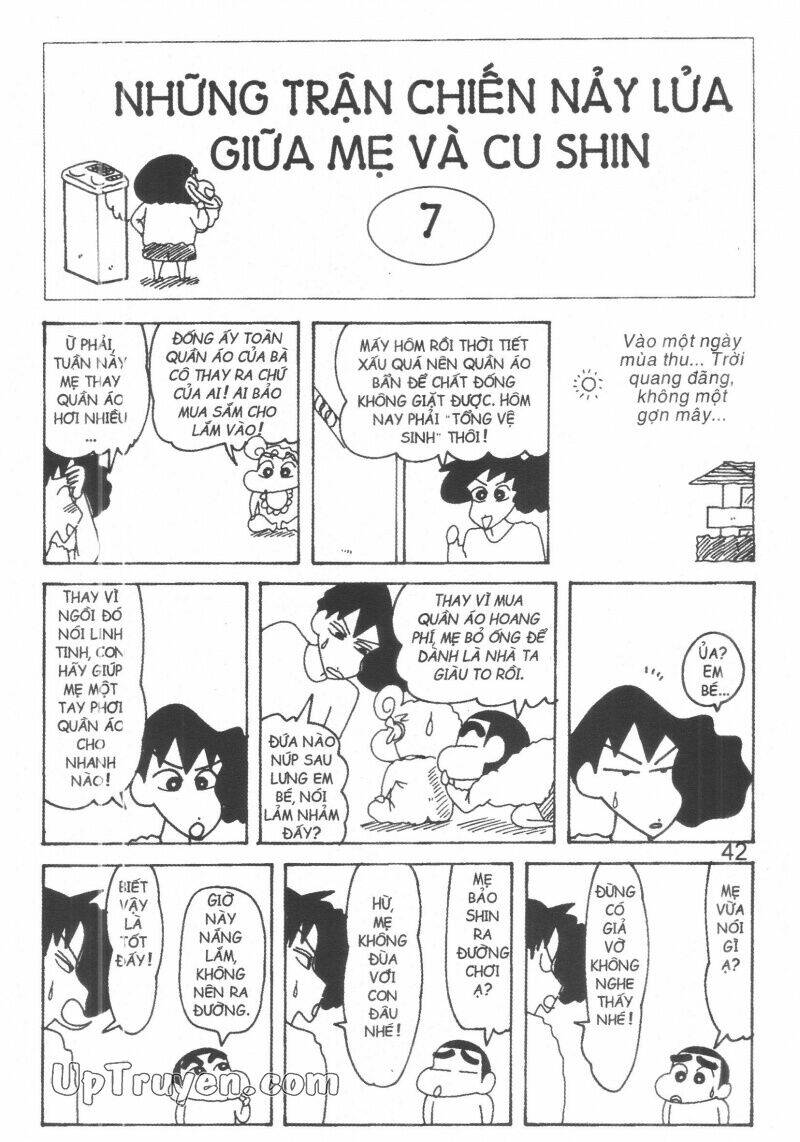 NHỮNG TRẬN CHIẾN NẢY LỬA
GIỮA MẸ VÀ CU SHIN
7
Vào một ngày
mùa thu... Trời
quang đãng,
không một
gợn mây...
MẤY HÔM RỒI THỜI TIẾT
XẤU QUÁ NÊN QUẦN ÁO
BẨN ĐỂ CHẤT ĐỐNG
KHÔNG GIẶT ĐƯỢC. HÔM
NAY PHẢI "TỔNG VỆ
SINH" THÔI!
ĐỐNG ẤY TOÀN
QUẦN ÁO CỦA BÀ
CÔ THAY RA CHỨ
CỦA AI! AI BẢO
MUA SẮM CHO
LẮM VÀO!
Ừ PHẢI,
TUẦN NÀY
MẸ THAY
QUẦN ÁO
HƠI NHIỀU
...
ỦA?
EM
BÉ...
THAY VÌ MUA
QUẦN ÁO HOANG
PHÍ, MẸ BỎ ỐNG ĐỂ
DÀNH LÀ NHÀ TA
GIÀU TO RỒI.
ĐỨA NÀO
NÚP SAU
LƯNG EM
BÉ, NÓI
LẢM NHẢM
ĐẤY?
THAY VÌ
NGỒI ĐÓ
NÓI LINH
TINH, CON
HÃY GIÚP
MẸ MỘT
TAY PHƠI
QUẦN ÁO
CHO
NHANH
NÀO!
42
MẸ
VỪA
NÓI
GÌ
Ạ?
ĐỪNG
CÓ
GIẢ
VỜ
KHÔNG
NGHE
THẤY
NHÉ!
MẸ
BẢO
SHIN
RA
ĐƯỜNG
CHƠI
Ạ?
HỪ,
MẸ
KHÔNG
ĐÙA
VỚI
CON
ĐÂU
NHÉ!
GIỜ
NÀY
NẮNG
LẮM,
KHÔNG
NÊN RA
ĐƯỜNG.
BIẾT
VẬY
LÀ
TỐT
ĐẤY!
UpTruyen.com